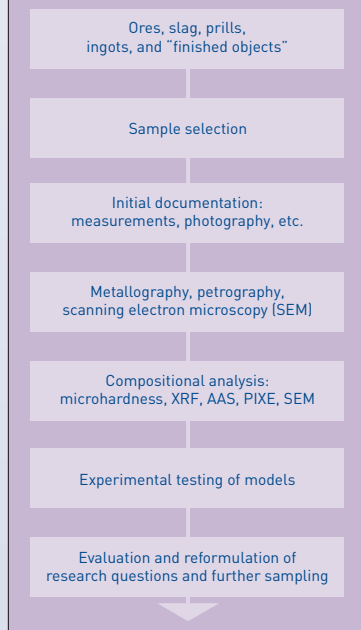 Ores, slag, prills,
ingots, and “finished objects”
Sample selection
Initial documentation:
measurements, photography, etc.
Metallography, petrography,
scanning electron microscopy (SEM)
Compositional analysis:
microhardness, XRF, AAS, PIXE, SEM
Experimental testing of models
Evaluation and reformulation of
research questions and further sampling